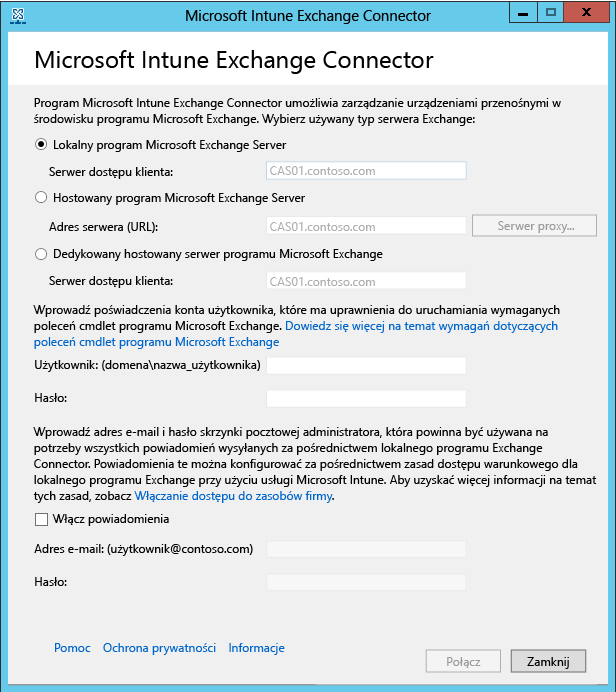 Microsoft Intune Exchange Connector
Microsoft Intune Exchange Connector
Program Microsoft Intune Exchange Connector umożliwia zarządzanie urządzeniami przenośnymi w
środowisku programu Microsoft Exchange. Wybierz używany typ serwera Exchange:
Lokalny program Microsoft Exchange Server
Serwer dostępu klienta: CAS01.contoso.com
Hostowany program Microsoft Exchange Server
Adres serwera (URL): CAS01.contoso.com Serwer proxy...
Dedykowany hostowany serwer programu Microsoft Exchange
Serwer dostępu klienta: CAS01.contoso.com
Wprowadź poświadczenia konta użytkownika, które ma uprawnienia do uruchamiania wymaganych
poleceń cmdlet programu Microsoft Exchange. Dowiedz się więcej na temat wymagań dotyczących
poleceń cmdlet programu Microsoft Exchange
Użytkownik: (domena\nazwa_użytkownika)
Hasło:
Wprowadź adres e-mail i hasło skrzynki pocztowej administratora, która powinna być używana na
potrzeby wszystkich powiadomień wysyłanych za pośrednictwem lokalnego programu Exchange
Connector. Powiadomienia te można konfigurować za pośrednictwem zasad dostępu warunkowego dla
lokalnego programu Exchange przy użyciu usługi Microsoft Intune. Aby uzyskać więcej informacji na temat
tych zasad, zobacz Włączanie dostępu do zasobów firmy.
Włącz powiadomienia
Adres e-mail: (użytkownik@contoso.com)
Hasło:
Pomoc Ochrona prywatności Informacje
Połącz Zamknij